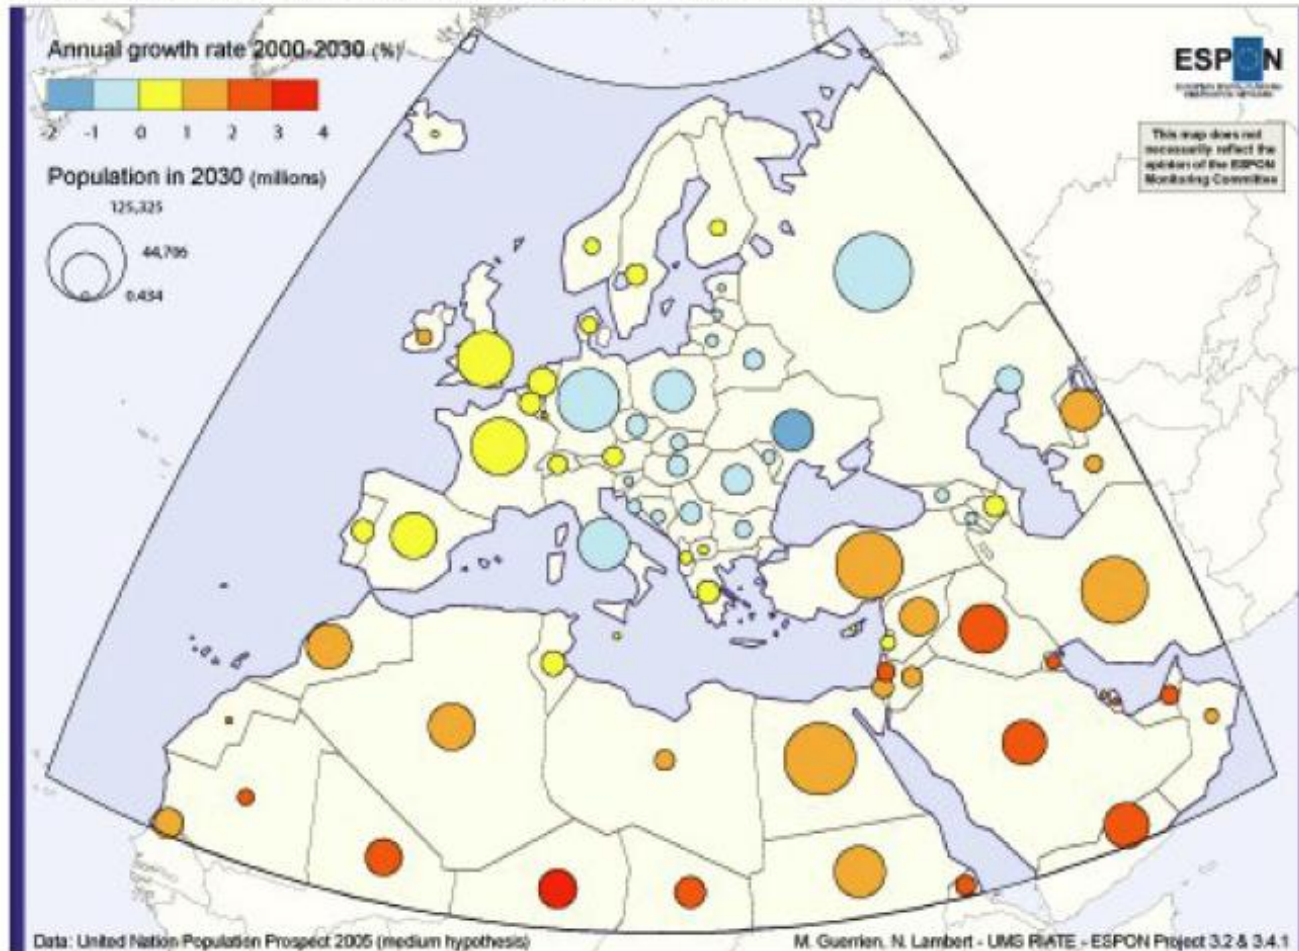 Annual growth rate 2000-2030 (%)
-2 -1 0 1 2 3 4
Population in 2030 (millions)
125,325
44,766
0.434
ESPON
This map does not
necessarily reflect the
opinion of the ESPON
Monitoring Committee
Data: United Nation Population Prospect 2005 (medium hypothesis)
M. Guerrien, N. Lambert - UMS RIATE - ESPON Project 3.2 & 3.4.1